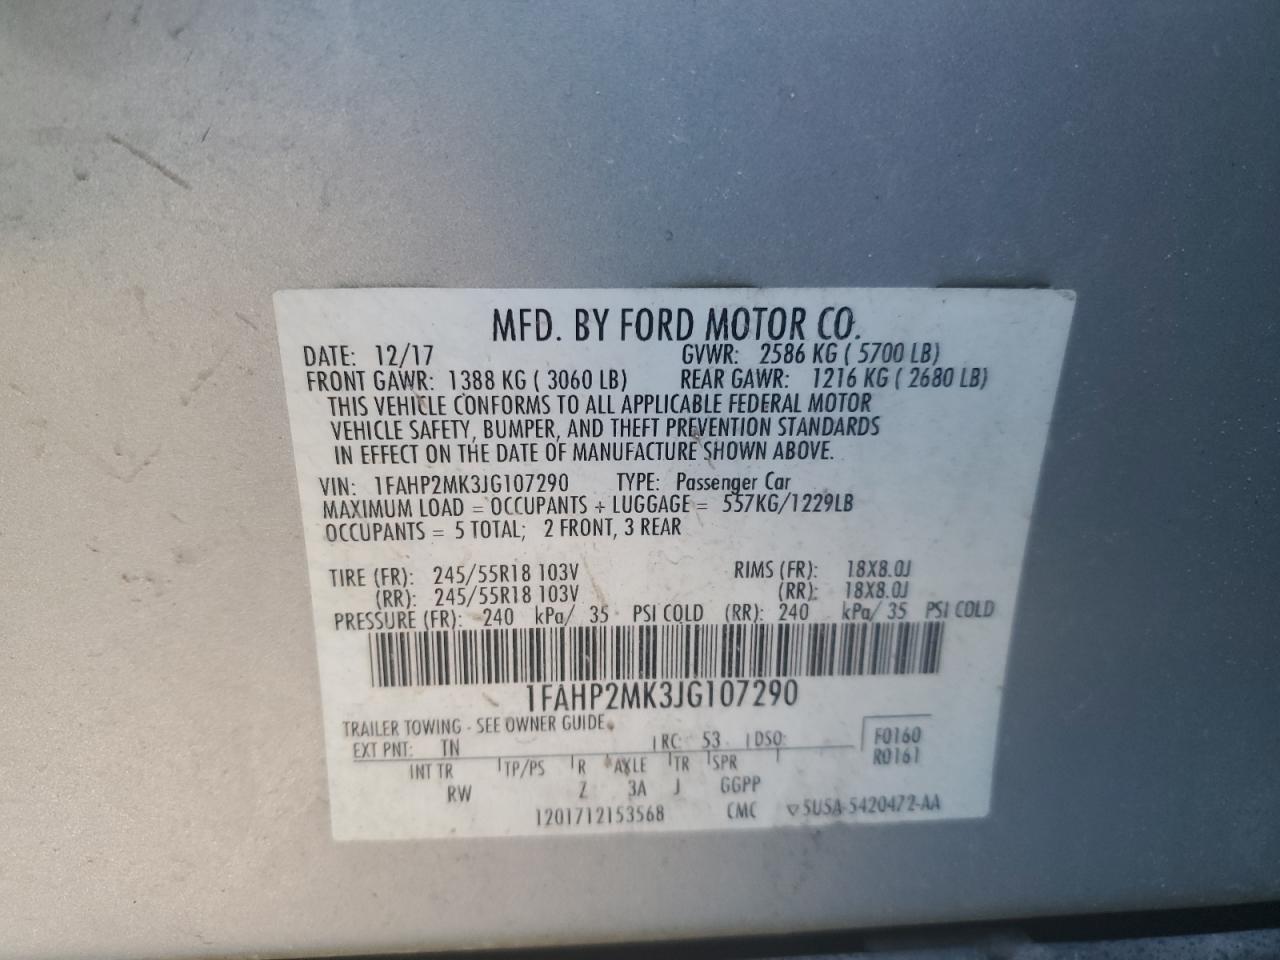 MFD. BY FORD MOTOR CO.
DATE: 12/17 GVWR: 2586 KG ( 5700 LB)
FRONT GAWR: 1388 KG ( 3060 LB) REAR GAWR: 1216 KG ( 2680 LB)
THIS VEHICLE CONFORMS TO ALL APPLICABLE FEDERAL MOTOR
VEHICLE SAFETY, BUMPER, AND THEFT PREVENTION STANDARDS
IN EFFECT ON THE DATE OF MANUFACTURE SHOWN ABOVE.
VIN: 1FAHP2MK3JG107290 TYPE: Passenger Car
MAXIMUM LOAD = OCCUPANTS + LUGGAGE = 557KG/1229LB
OCCUPANTS = 5 TOTAL; 2 FRONT, 3 REAR
TIRE (FR): 245/55R18 103V RIMS (FR): 18X8.0J
(RR): 245/55R18 103V (RR): 18X8.0J
PRESSURE (FR): 240 kPa/ 35 PSI COLD (RR): 240 kPa/ 35 PSI COLD
1FAHP2MK3JG107290
TRAILER TOWING - SEE OWNER GUIDE.
EXT PNT: TN RC: 53 DSO: F0160
R0161
INT TR TP/PS R AXLE TR SPR
RW Z 3A J GGPP
1201712153568 CMC ▽5USA-5420472-AA